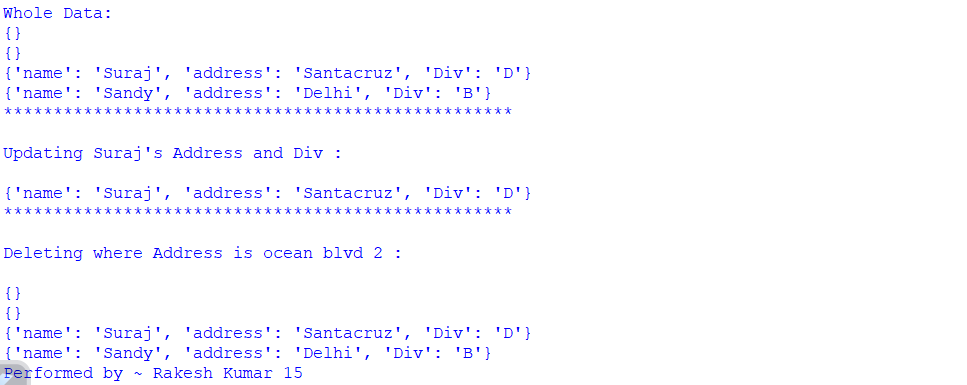 Whole Data:
{}
{}
{'name': 'Suraj', 'address': 'Santacruz', 'Div': 'D'}
{'name': 'Sandy', 'address': 'Delhi', 'Div': 'B'}
***************************************************
Updating Suraj's Address and Div :
{'name': 'Suraj', 'address': 'Santacruz', 'Div': 'D'}
***************************************************
Deleting where Address is ocean blvd 2 :
{}
{}
{'name': 'Suraj', 'address': 'Santacruz', 'Div': 'D'}
{'name': 'Sandy', 'address': 'Delhi', 'Div': 'B'}
Performed by ~ Rakesh Kumar 15